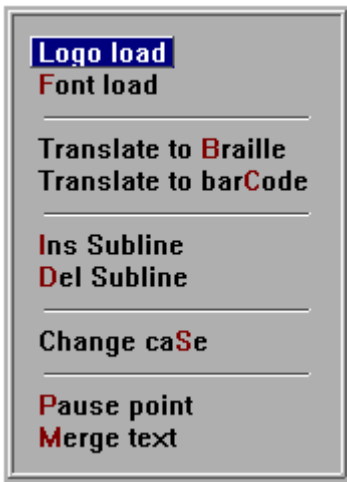 Logo load
Font load
Translate to Braille
Translate to barCode
Ins Subline
Del Subline
Change caSe
Pause point
Merge text